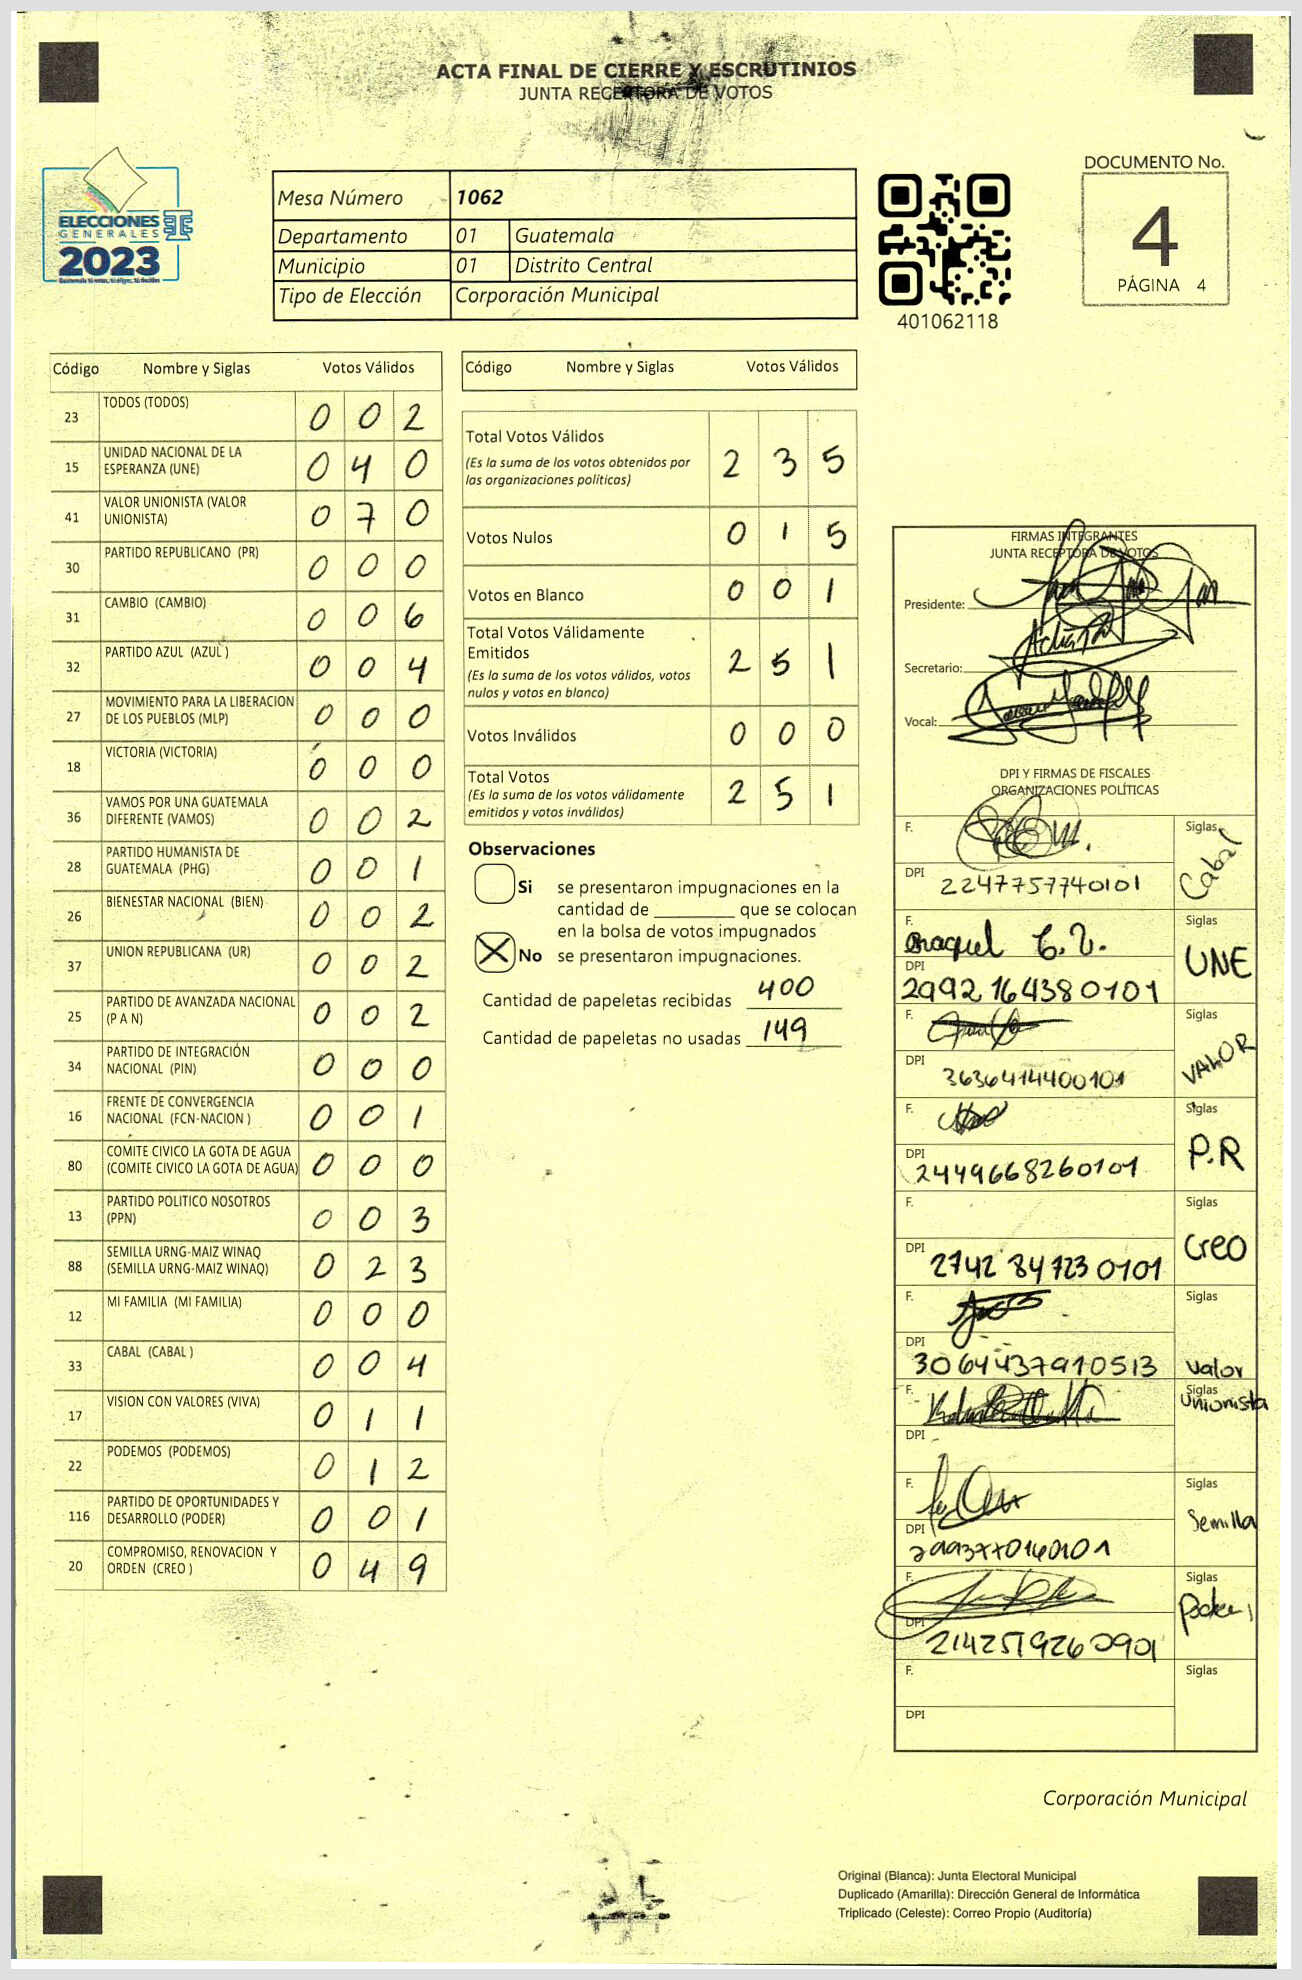 ACTA FINAL DE CIERRE Y ESCRUTINIOS
JUNTA RECEPTORA DE VOTOS
ELECCIONES
GENERALES
2023
Mesa Número 1062
Departamento 01 Guatemala
Municipio 01 Distrito Central
Tipo de Elección Corporación Municipal
401062118
DOCUMENTO No.
4
PÁGINA 4
Código Nombre y Siglas Votos Válidos
23 TODOS (TODOS) 0 0 2
15 UNIDAD NACIONAL DE LA
ESPERANZA (UNE) 0 4 0
41 VALOR UNIONISTA (VALOR
UNIONISTA) 0 7 0
30 PARTIDO REPUBLICANO (PR) 0 0 0
31 CAMBIO (CAMBIO) 0 0 6
32 PARTIDO AZUL (AZUL ) 0 0 4
27 MOVIMIENTO PARA LA LIBERACION
DE LOS PUEBLOS (MLP) 0 0 0
18 VICTORIA (VICTORIA) 0 0 0
36 VAMOS POR UNA GUATEMALA
DIFERENTE (VAMOS) 0 0 2
28 PARTIDO HUMANISTA DE
GUATEMALA (PHG) 0 0 1
26 BIENESTAR NACIONAL (BIEN) 0 0 2
37 UNION REPUBLICANA (UR) 0 0 2
25 PARTIDO DE AVANZADA NACIONAL
(P A N) 0 0 2
34 PARTIDO DE INTEGRACIÓN
NACIONAL (PIN) 0 0 0
16 FRENTE DE CONVERGENCIA
NACIONAL (FCN-NACION ) 0 0 1
80 COMITE CIVICO LA GOTA DE AGUA
(COMITE CIVICO LA GOTA DE AGUA) 0 0 0
13 PARTIDO POLITICO NOSOTROS
(PPN) 0 0 3
88 SEMILLA URNG-MAIZ WINAQ
(SEMILLA URNG-MAIZ WINAQ) 0 2 3
12 MI FAMILIA (MI FAMILIA) 0 0 0
33 CABAL (CABAL ) 0 0 4
17 VISION CON VALORES (VIVA) 0 1 1
22 PODEMOS (PODEMOS) 0 1 2
116 PARTIDO DE OPORTUNIDADES Y
DESARROLLO (PODER) 0 0 1
20 COMPROMISO, RENOVACION Y
ORDEN (CREO ) 0 4 9
Código Nombre y Siglas Votos Válidos
Total Votos Válidos 2 3 5
(Es la suma de los votos obtenidos por
las organizaciones políticas)
Votos Nulos 0 1 5
Votos en Blanco 0 0 1
Total Votos Válidamente
Emitidos 2 5 1
(Es la suma de los votos válidos, votos
nulos y votos en blanco)
Votos Inválidos 0 0 0
Total Votos 2 5 1
(Es la suma de los votos válidamente
emitidos y votos inválidos)
Observaciones
Si se presentaron impugnaciones en la
cantidad de ________ que se colocan
en la bolsa de votos impugnados
X No se presentaron impugnaciones.
Cantidad de papeletas recibidas 400
Cantidad de papeletas no usadas 149
FIRMAS INTEGRANTES
JUNTA RECEPTORA DE VOTOS
Presidente:
Secretario:
Vocal:
DPI Y FIRMAS DE FISCALES
ORGANIZACIONES POLÍTICAS
F. Siglas Cabal
DPI 2247757740101
F. Raquel Siglas UNE
DPI 2992 164380101
F. Siglas VALOR
DPI 3636414400101
F. Siglas P.R
DPI 2449668260101
F. Siglas Creo
DPI 2742 84723 0101
F. Siglas Valor
DPI 3064437910513
F. Siglas Unionista
DPI
F. Siglas Semilla
DPI
F. Siglas
DPI 2142519260901
F. Siglas
DPI
Corporación Municipal
Original (Blanca): Junta Electoral Municipal
Duplicado (Amarilla): Dirección General de Informática
Triplicado (Celeste): Correo Propio (Auditoría)